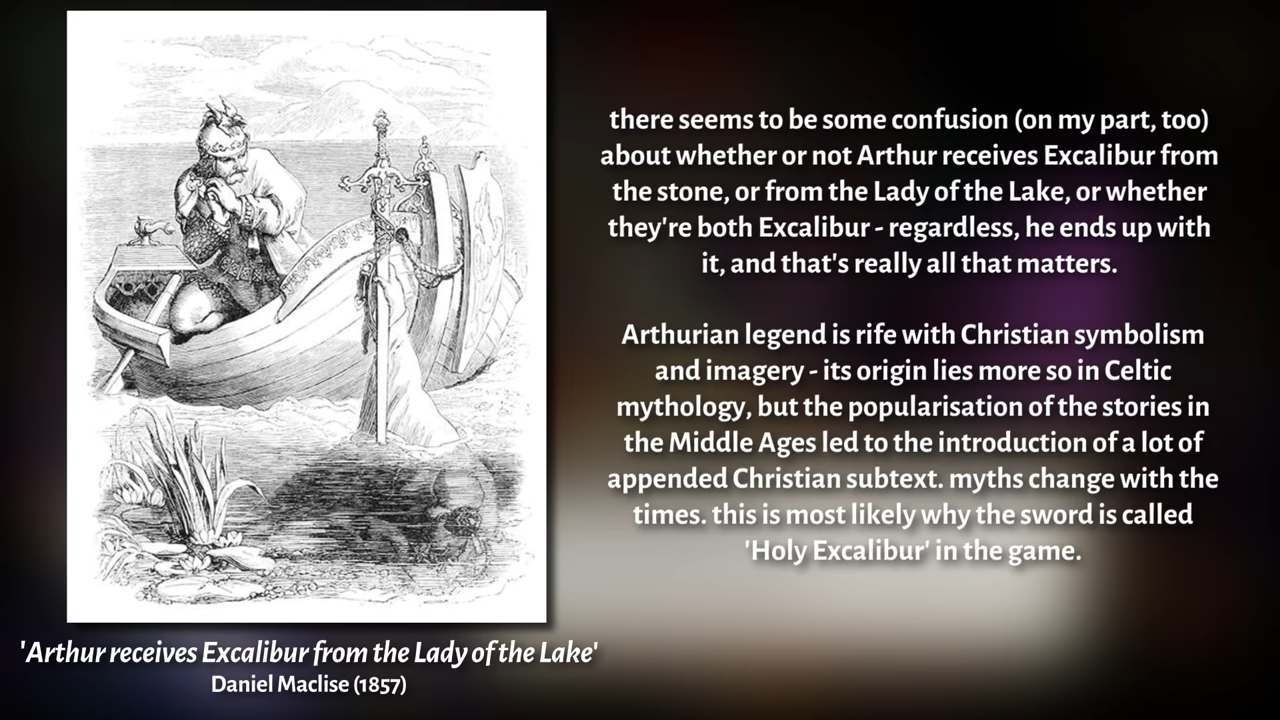 there seems to be some confusion (on my part, too)
about whether or not Arthur receives Excalibur from
the stone, or from the Lady of the Lake, or whether
they're both Excalibur - regardless, he ends up with
it, and that's really all that matters.
Arthurian legend is rife with Christian symbolism
and imagery - its origin lies more so in Celtic
mythology, but the popularisation of the stories in
the Middle Ages led to the introduction of a lot of
appended Christian subtext. myths change with the
times. this is most likely why the sword is called
'Holy Excalibur' in the game.
'Arthur receives Excalibur from the Lady of the Lake'
Daniel Maclise (1857)